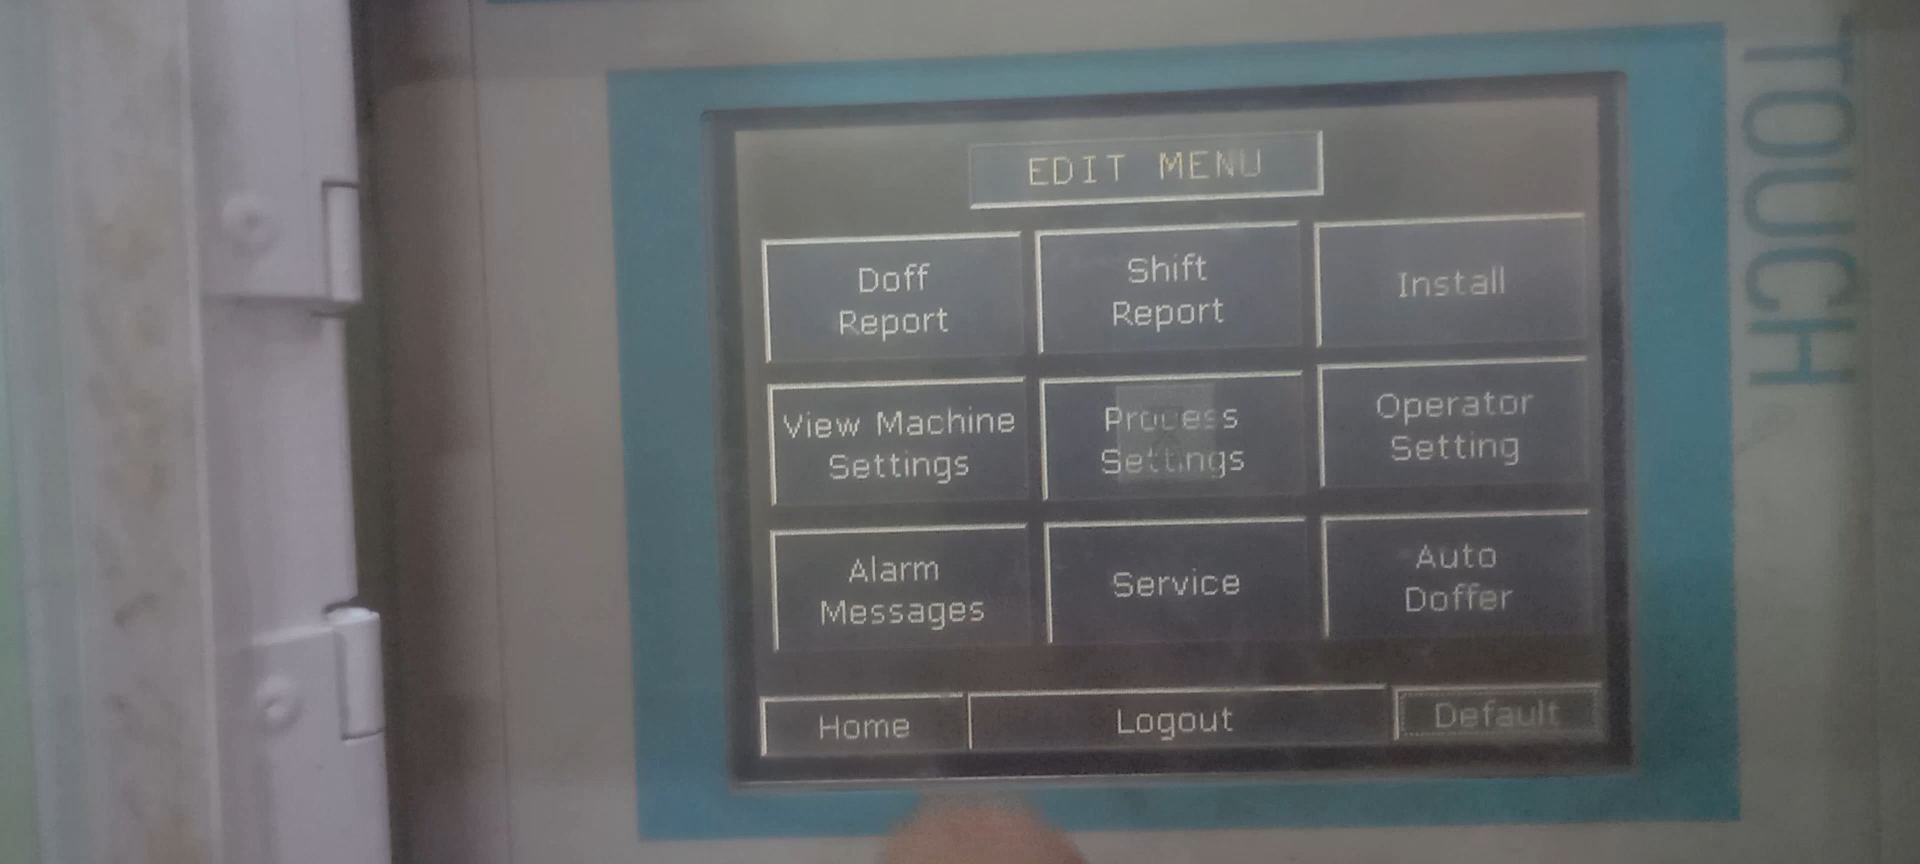 EDIT MENU
Doff
Report
Shift
Report
Install
View Machine
Settings
Process
Settings
Operator
Setting
Alarm
Messages
Service
Auto
Doffer
Home
Logout
Default
TOUCH